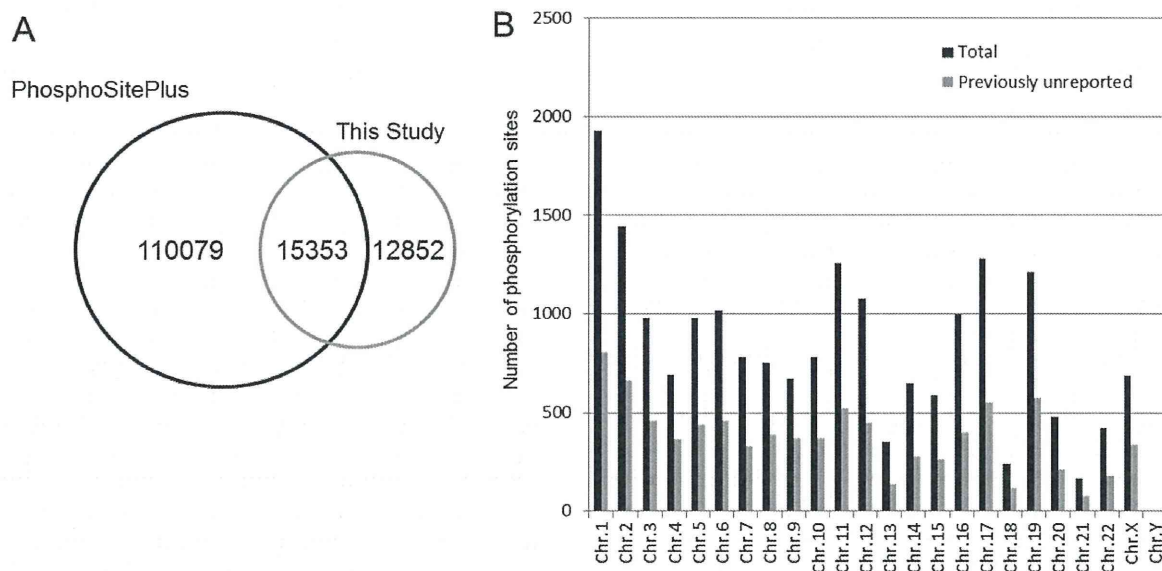 A
PhosphoSitePlus
This Study
110079
15353
12852
B
Number of phosphorylation sites
2500
2000
1500
1000
500
0
Total
Previously unreported
Chr.1
Chr.2
Chr.3
Chr.4
Chr.5
Chr.6
Chr.7
Chr.8
Chr.9
Chr.10
Chr.11
Chr.12
Chr.13
Chr.14
Chr.15
Chr.16
Chr.17
Chr.18
Chr.19
Chr.20
Chr.21
Chr.22
Chr.X
Chr.Y